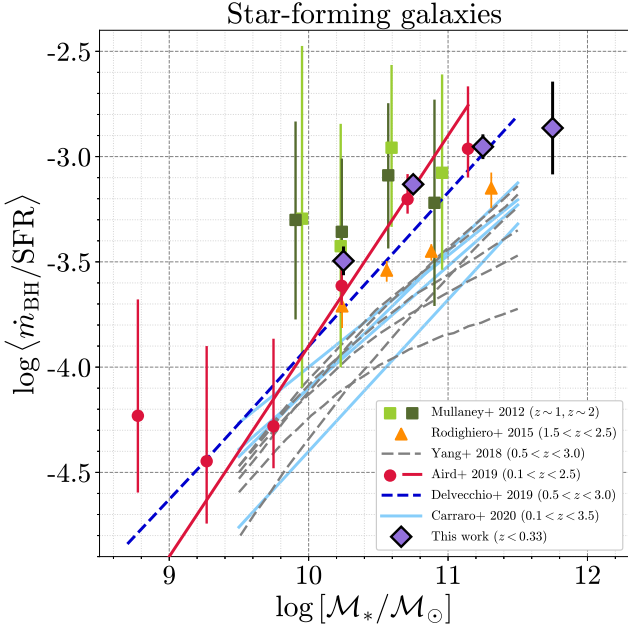 Star-forming galaxies
log⟨ṁ_BH/SFR⟩
-2.5
-3.0
-3.5
-4.0
-4.5
Mullaney+ 2012 (z∼1, z∼2)
Rodighiero+ 2015 (1.5<z<2.5)
Yang+ 2018 (0.5<z<3.0)
Aird+ 2019 (0.1<z<2.5)
Delvecchio+ 2019 (0.5<z<3.0)
Carraro+ 2020 (0.1<z<3.5)
This work (z<0.33)
9 10 11 12
log [ℳ_*/ℳ_⊙]